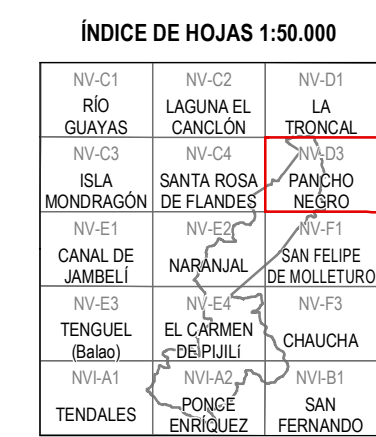 ÍNDICE DE HOJAS 1:50.000
NV-C1 NV-C2 NV-D1
RÍO LAGUNA EL LA
GUAYAS CANCLÓN TRONCAL
NV-C3 NV-C4 NV-D3
ISLA SANTA ROSA PANCHO
MONDRAGÓN DE FLANDES NEGRO
NV-E1 NV-E2 NV-F1
CANAL DE NARANJAL SAN FELIPE
JAMBELÍ DE MOLLETURO
NV-E3 NV-E4 NV-F3
TENGUEL EL CARMEN CHAUCHA
(Balao) DE PIJILÍ
NVI-A1 NVI-A2 NVI-B1
TENDALES PONCE SAN
ENRÍQUEZ FERNANDO